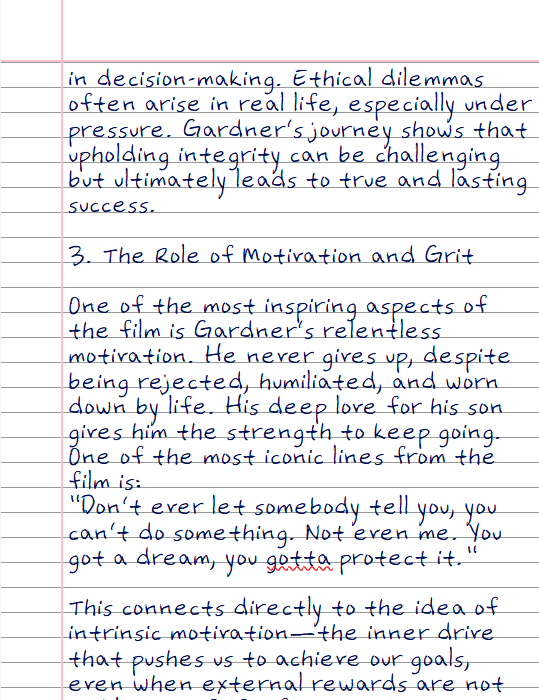 in decision-making. Ethical dilemmas
often arise in real life, especially under
pressure. Gardner's journey shows that
upholding integrity can be challenging
but ultimately leads to true and lasting
success.
3. The Role of Motivation and Grit
One of the most inspiring aspects of
the film is Gardner's relentless
motivation. He never gives up, despite
being rejected, humiliated, and worn
down by life. His deep love for his son
gives him the strength to keep going.
One of the most iconic lines from the
film is:
"Don't ever let somebody tell you, you
can't do something. Not even me. You
got a dream, you gotta protect it."
This connects directly to the idea of
intrinsic motivation—the inner drive
that pushes us to achieve our goals,
even when external rewards are not